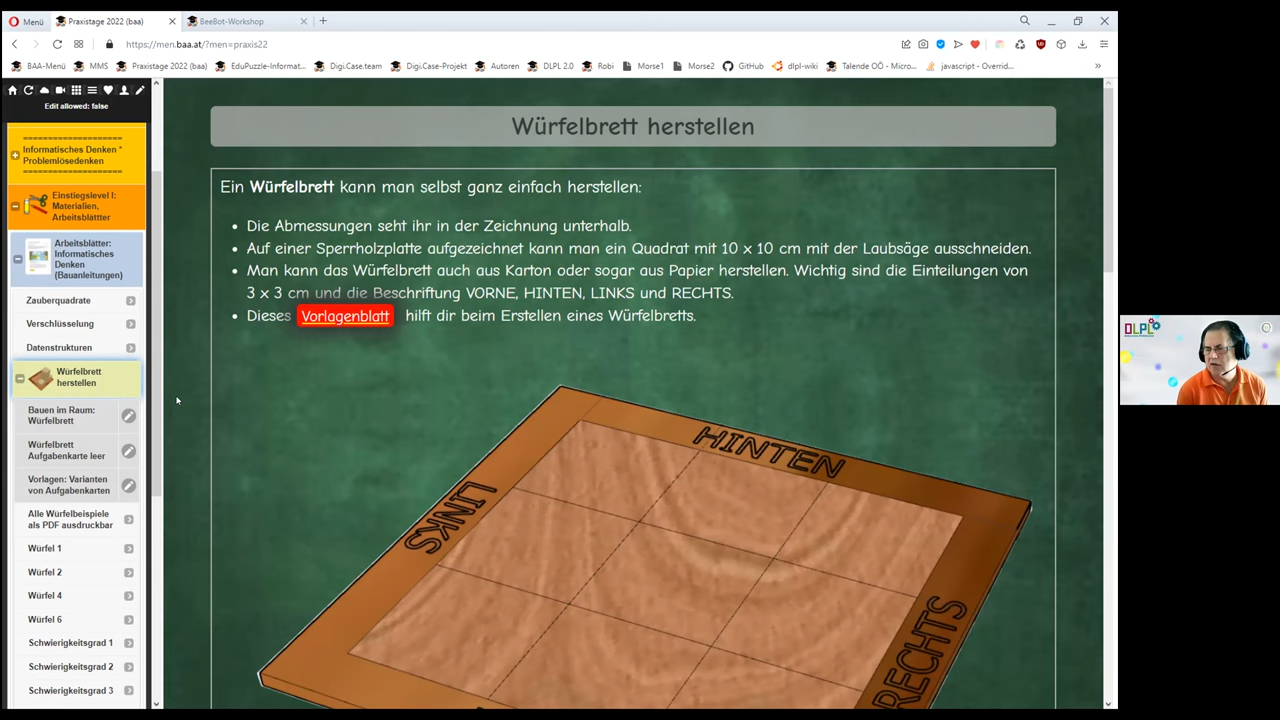 Menü
Praxistage 2022 (baa)
BeeBot-Workshop
https://men.baa.at/?men=praxis22
BAA-Menü
MMS
Praxistage 2022 (baa)
EduPuzzle-Informat...
Digi.Case.team
Digi.Case-Projekt
Autoren
DLPL 2.0
Robi
Morse1
Morse2
GitHub
dlpl-wiki
Talende OÖ - Micro...
javascript - Overrid...
Edit allowed: false
====================
Informatisches Denken *
Problemlösedenken
====================
Einstiegslevel I:
Materialien,
Arbeitsblättter
Arbeitsblätter:
Informatisches
Denken
(Bauanleitungen)
Zauberquadrate
Verschlüsselung
Datenstrukturen
Würfelbrett
herstellen
Bauen im Raum:
Würfelbrett
Würfelbrett
Aufgabenkarte leer
Vorlagen: Varianten
von Aufgabenkarten
Alle Würfelbeispiele
als PDF ausdruckbar
Würfel 1
Würfel 2
Würfel 4
Würfel 6
Schwierigkeitsgrad 1
Schwierigkeitsgrad 2
Schwierigkeitsgrad 3
Würfelbrett herstellen
Ein Würfelbrett kann man selbst ganz einfach herstellen:
• Die Abmessungen seht ihr in der Zeichnung unterhalb.
• Auf einer Sperrholzplatte aufgezeichnet kann man ein Quadrat mit 10 x 10 cm mit der Laubsäge ausschneiden.
• Man kann das Würfelbrett auch aus Karton oder sogar aus Papier herstellen. Wichtig sind die Einteilungen von
3 x 3 cm und die Beschriftung VORNE, HINTEN, LINKS und RECHTS.
• Dieses Vorlagenblatt hilft dir beim Erstellen eines Würfelbretts.
HINTEN
LINKS
RECHTS
DLPL